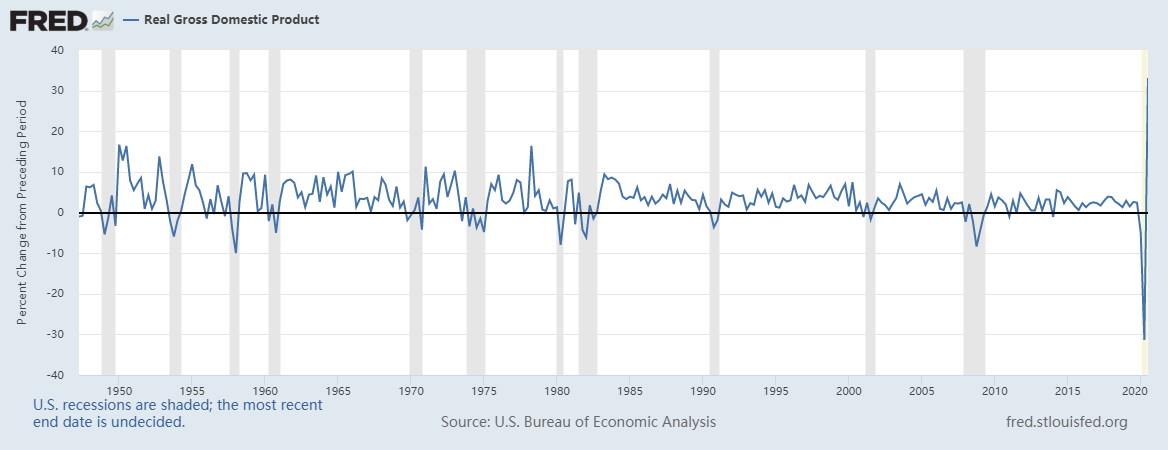 FRED
Real Gross Domestic Product
Percent Change from Preceding Period
40
30
20
10
0
-10
-20
-30
-40
1950 1955 1960 1965 1970 1975 1980 1985 1990 1995 2000 2005 2010 2015 2020
U.S. recessions are shaded; the most recent
end date is undecided.
Source: U.S. Bureau of Economic Analysis
fred.stlouisfed.org